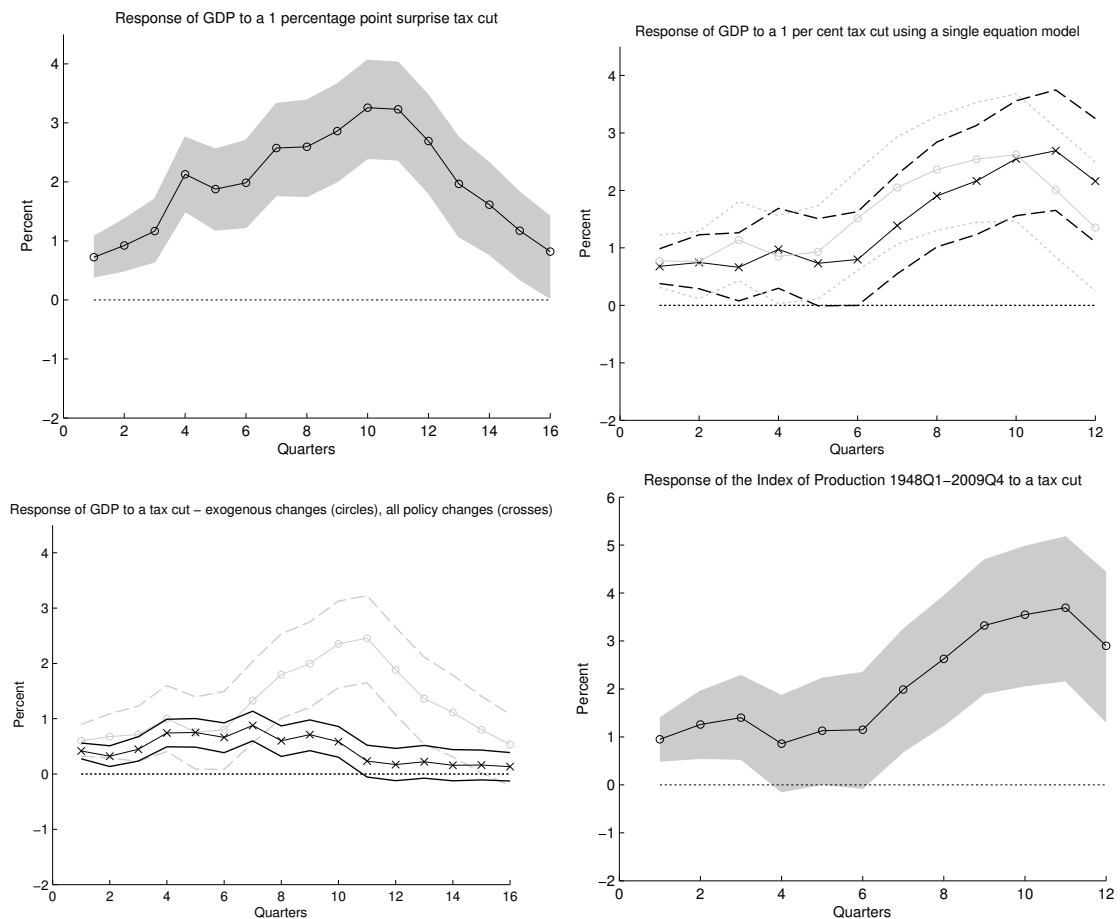 Response of GDP to a 1 percentage point surprise tax cut
4
3
2
1
0
−1
−2
Percent
0 2 4 6 8 10 12 14 16
Quarters
Response of GDP to a 1 per cent tax cut using a single equation model
4
3
2
1
0
−1
−2
Percent
0 2 4 6 8 10 12
Quarters
Response of GDP to a tax cut − exogenous changes (circles), all policy changes (crosses)
4
3
2
1
0
−1
−2
Percent
0 2 4 6 8 10 12 14 16
Quarters
Response of the Index of Production 1948Q1−2009Q4 to a tax cut
6
5
4
3
2
1
0
−1
−2
Percent
0 2 4 6 8 10 12
Quarters